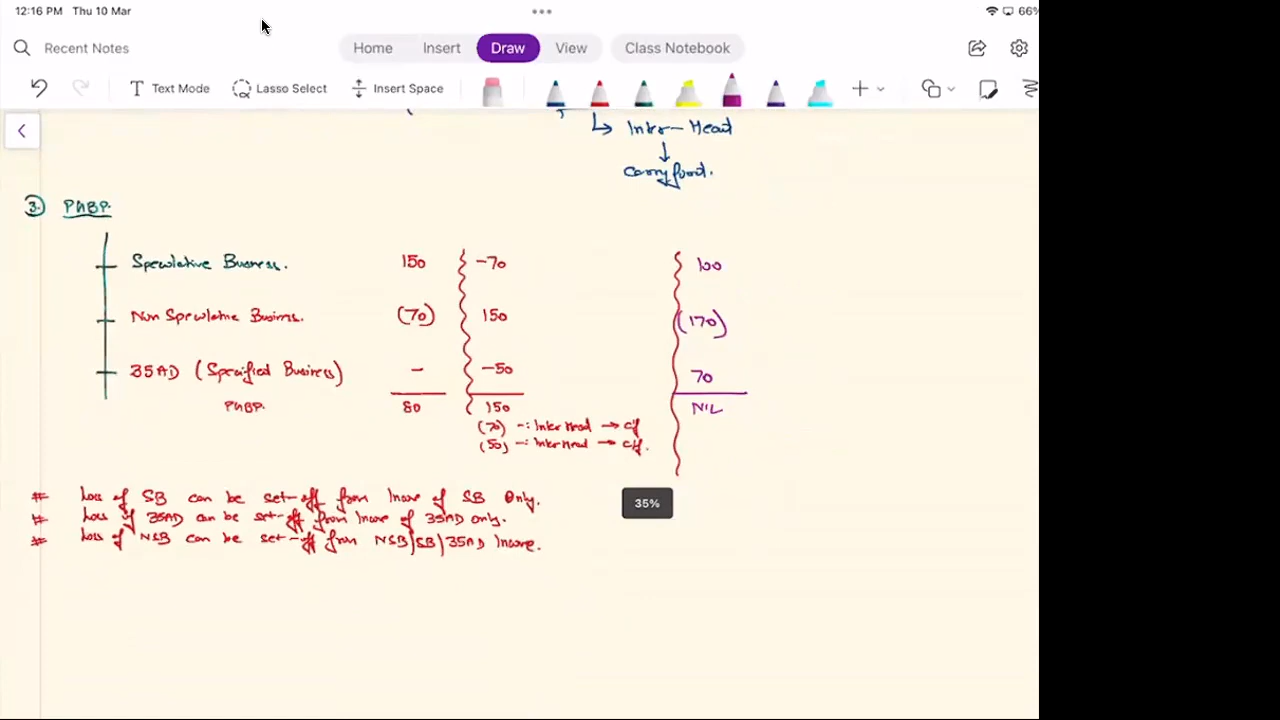 12:16 PM Thu 10 Mar
66%
Recent Notes
Home Insert Draw View Class Notebook
Text Mode Lasso Select Insert Space
↳ Inter-Head
↓
Carry forward.
③ PHBP.
Speculative Business. 150 -70 100
Non Speculative Business. (70) 150 (170)
35AD (Specified Business) - -50 70
PHBP. 80 150 NIL
(70) -: Inter Head → c/f
(50) -: Inter Head → c/f.
# Loss of SB can be set-off from Income of SB Only.
# Loss of 35AD can be set-off from Income of 35AD only.
# Loss of NSB can be set-off from NSB/SB/35AD Income.
35%